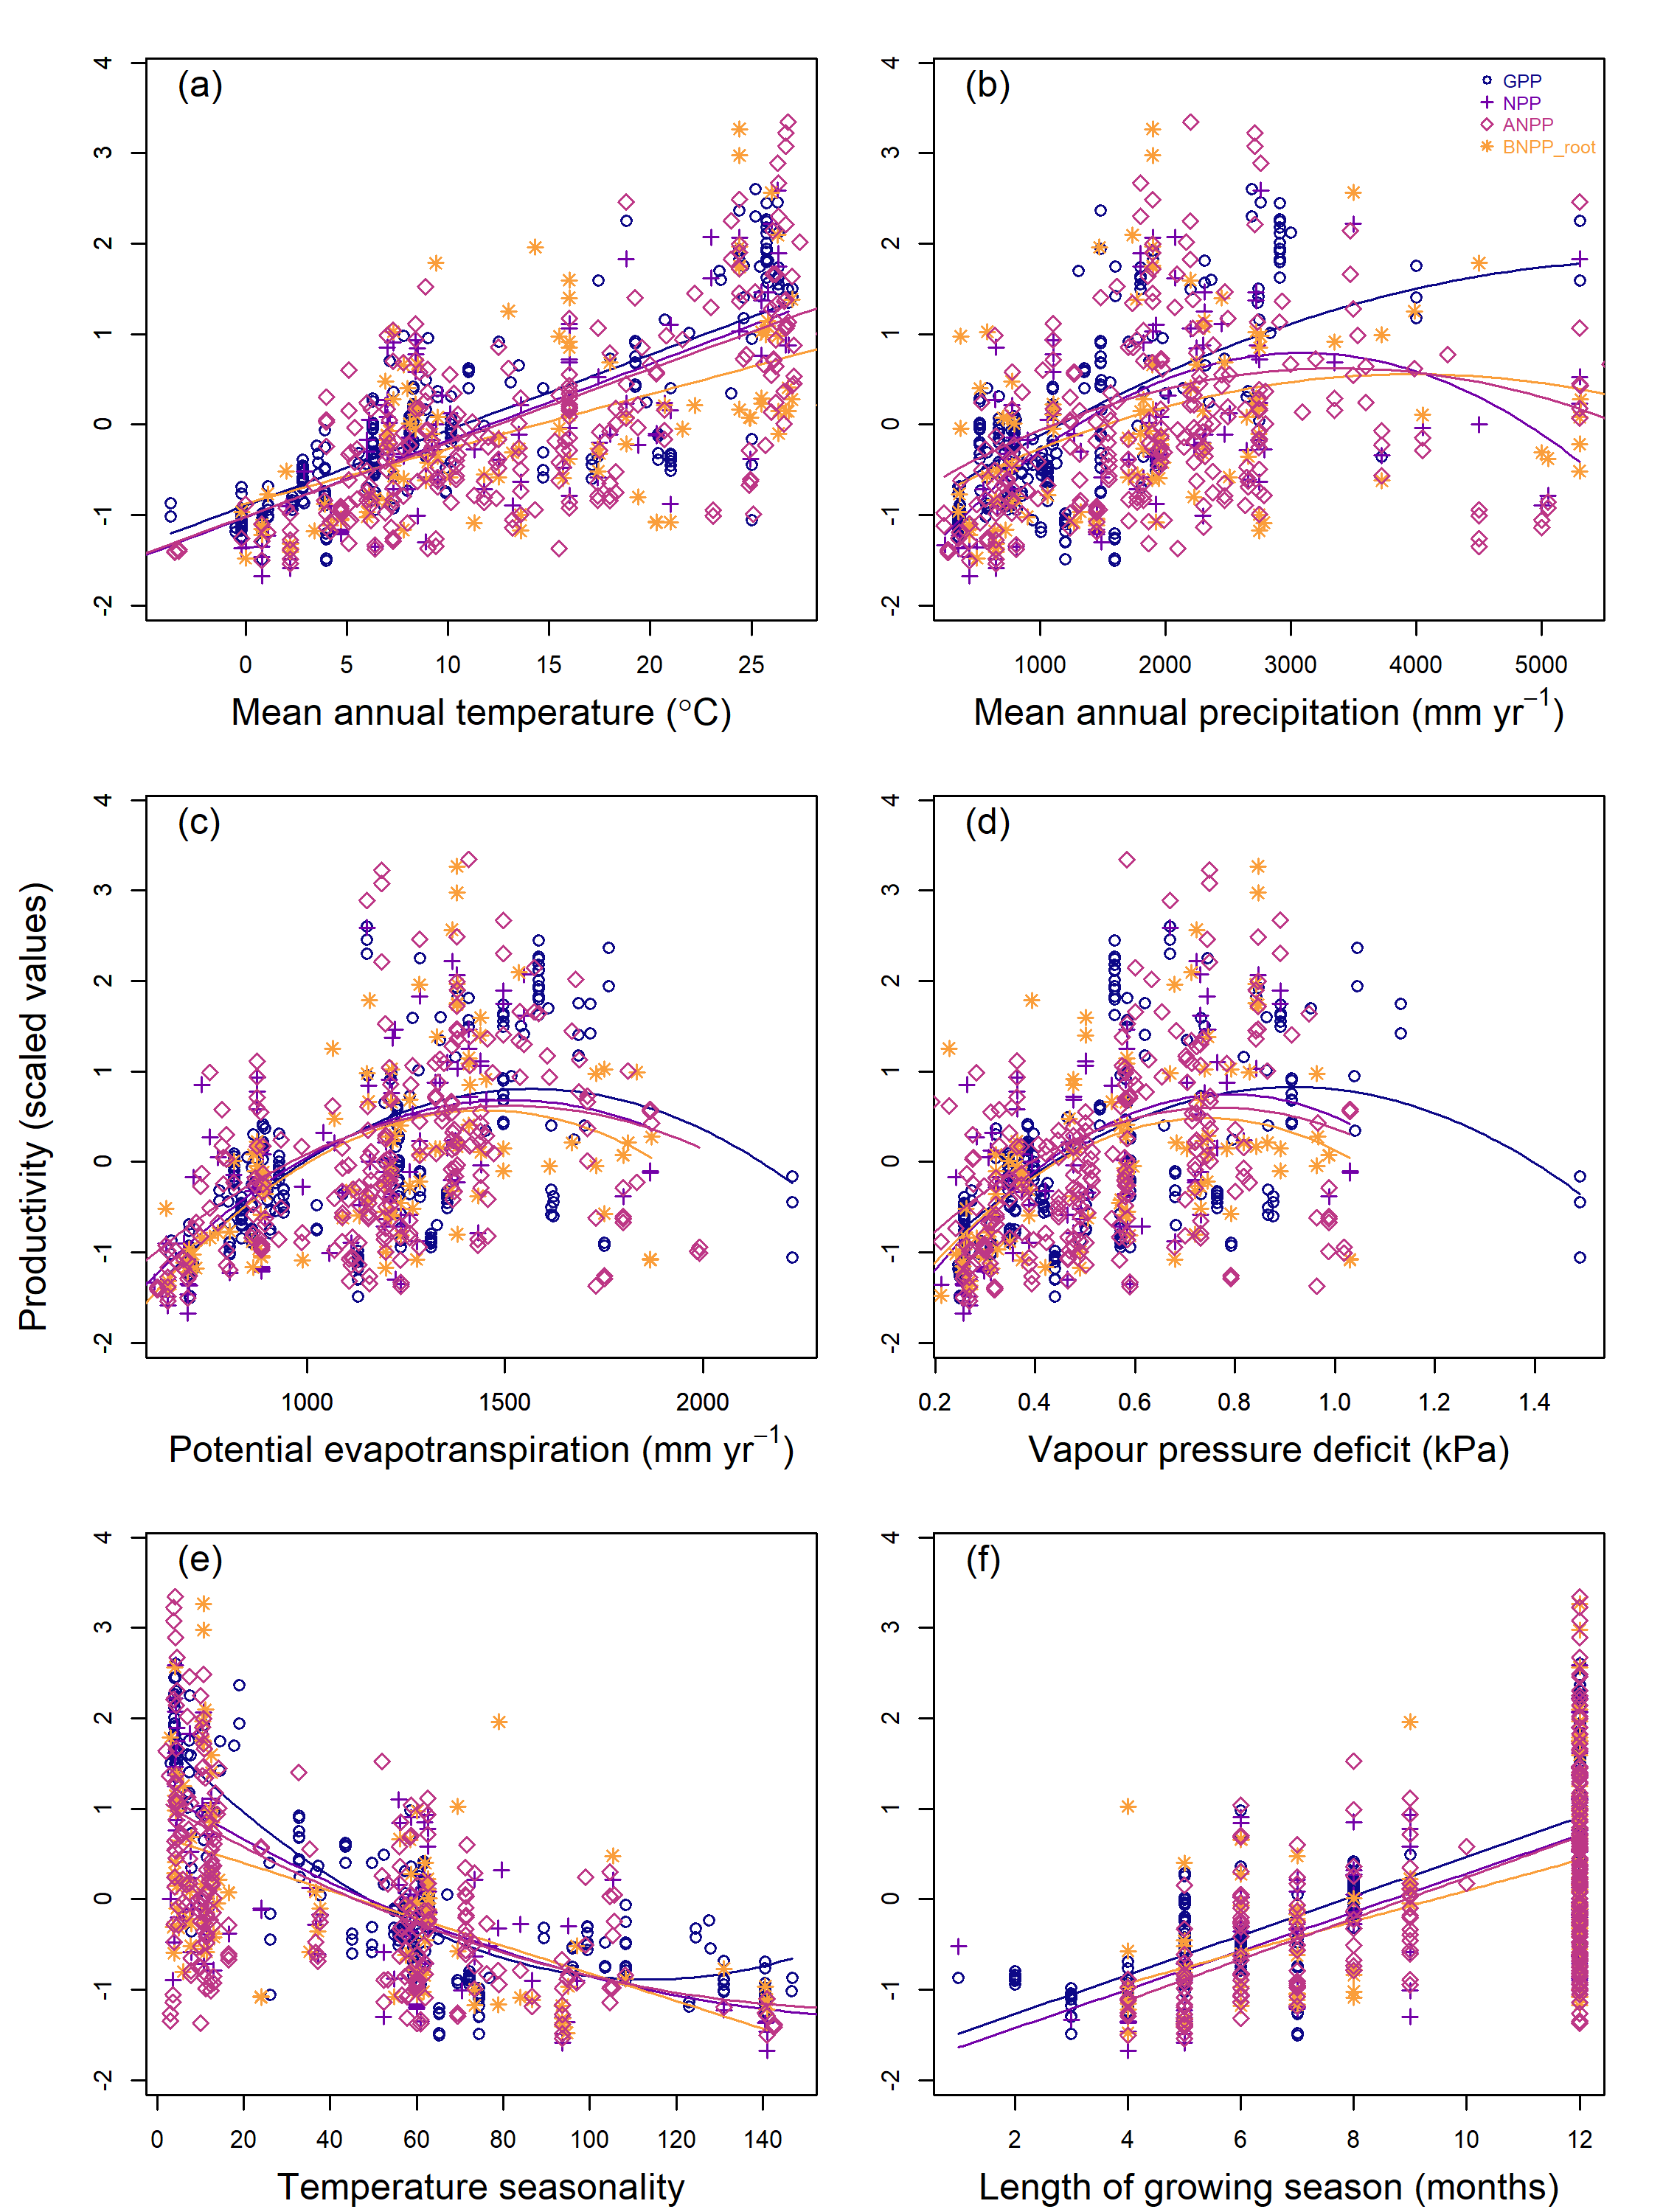 Productivity (scaled values)
(a)
4
3
2
1
0
-1
-2
0 5 10 15 20 25
Mean annual temperature (°C)
(b)
GPP
NPP
ANPP
BNPP_root
4
3
2
1
0
-1
-2
1000 2000 3000 4000 5000
Mean annual precipitation (mm yr⁻¹)
(c)
4
3
2
1
0
-1
-2
1000 1500 2000
Potential evapotranspiration (mm yr⁻¹)
(d)
4
3
2
1
0
-1
-2
0.2 0.4 0.6 0.8 1.0 1.2 1.4
Vapour pressure deficit (kPa)
(e)
4
3
2
1
0
-1
-2
0 20 40 60 80 100 120 140
Temperature seasonality
(f)
4
3
2
1
0
-1
-2
2 4 6 8 10 12
Length of growing season (months)